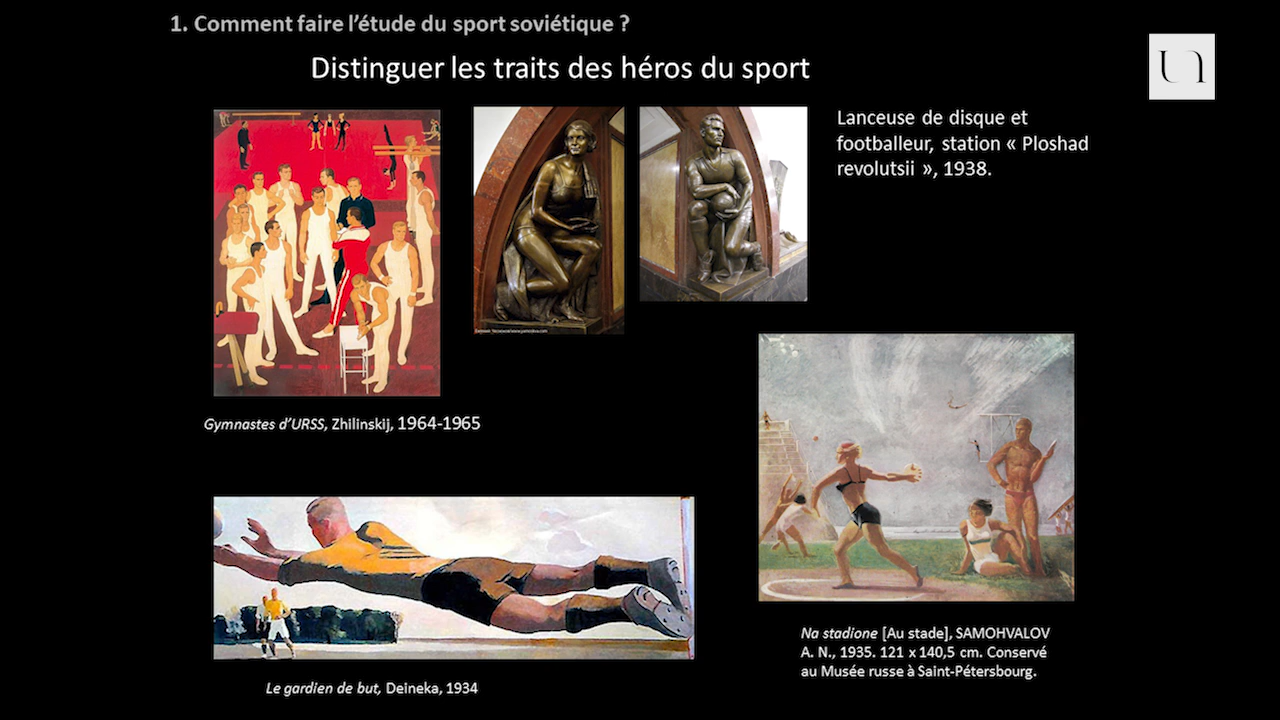 1. Comment faire l'étude du sport soviétique ?
Distinguer les traits des héros du sport
Lanceuse de disque et
footballeur, station « Ploshad
revolutsii », 1938.
Gymnastes d'URSS, Zhilinskij, 1964-1965
Na stadione [Au stade], SAMOHVALOV
A. N., 1935. 121 x 140,5 cm. Conservé
au Musée russe à Saint-Pétersbourg.
Le gardien de but, Deineka, 1934